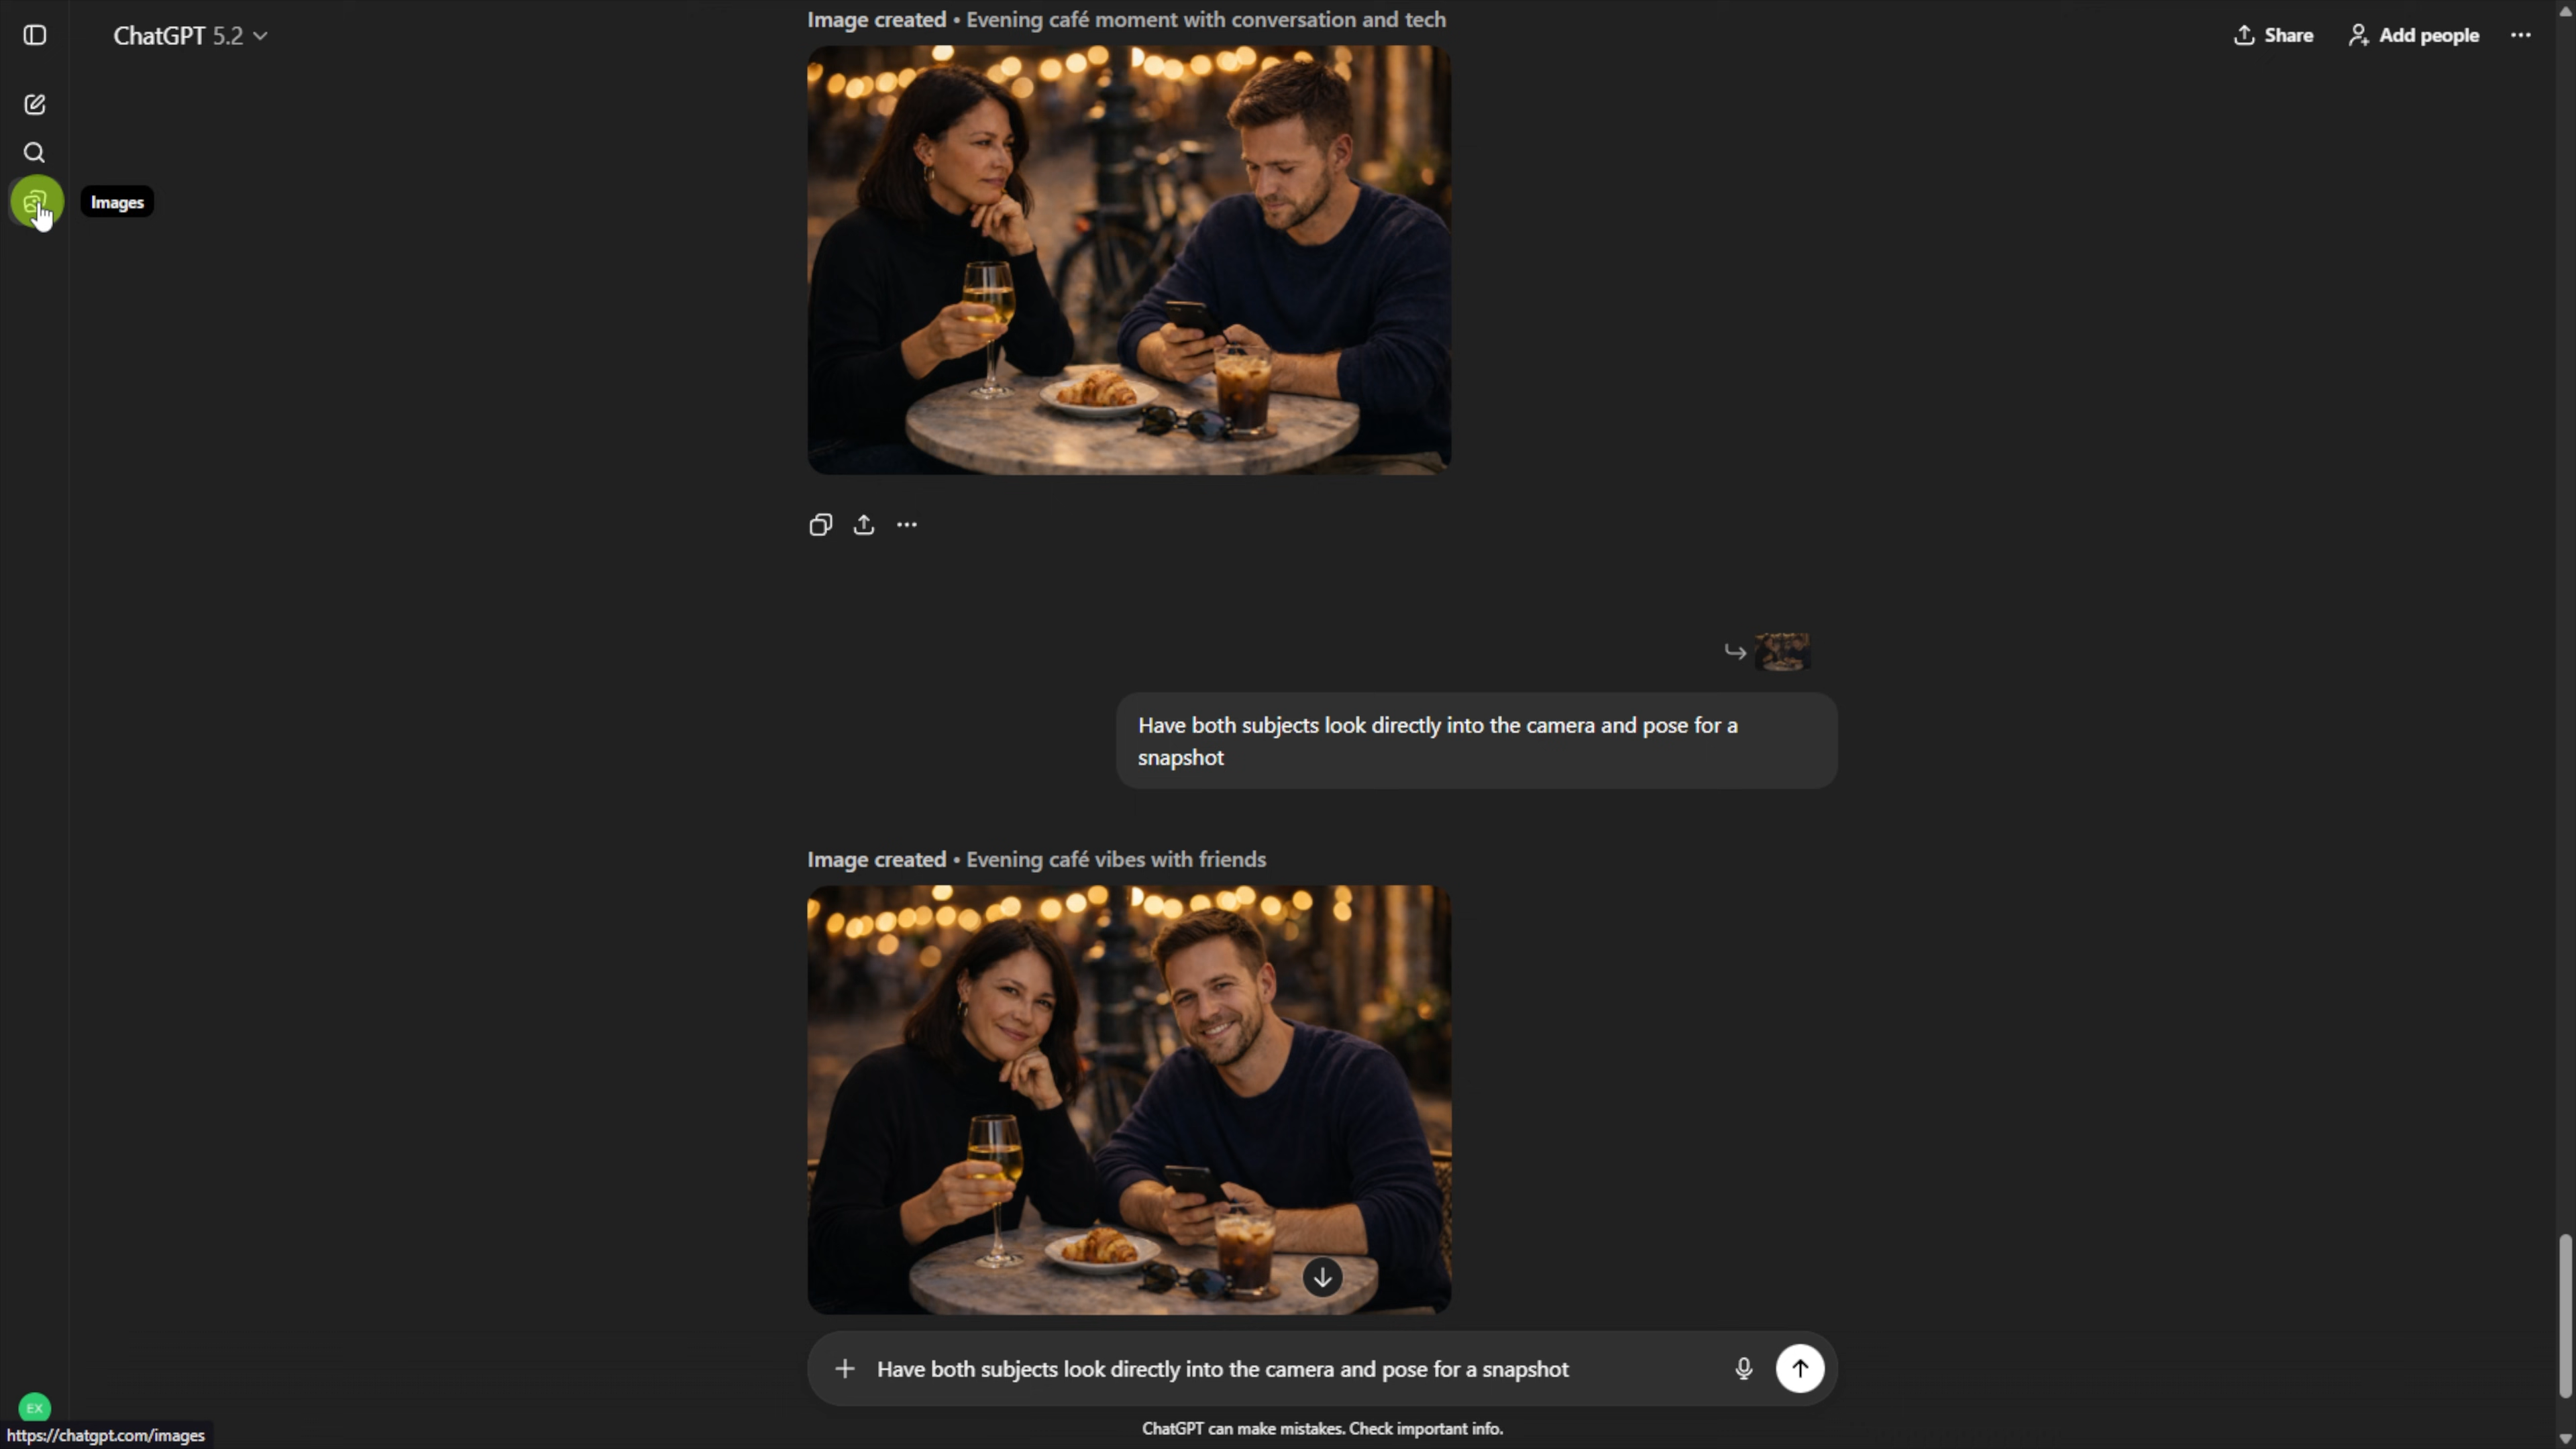 Image created • Evening café moment with conversation and tech
ChatGPT 5.2
Share
Add people
Images
Have both subjects look directly into the camera and pose for a
snapshot
Image created • Evening café vibes with friends
Have both subjects look directly into the camera and pose for a snapshot
EX
ChatGPT can make mistakes. Check important info.
https://chatgpt.com/images